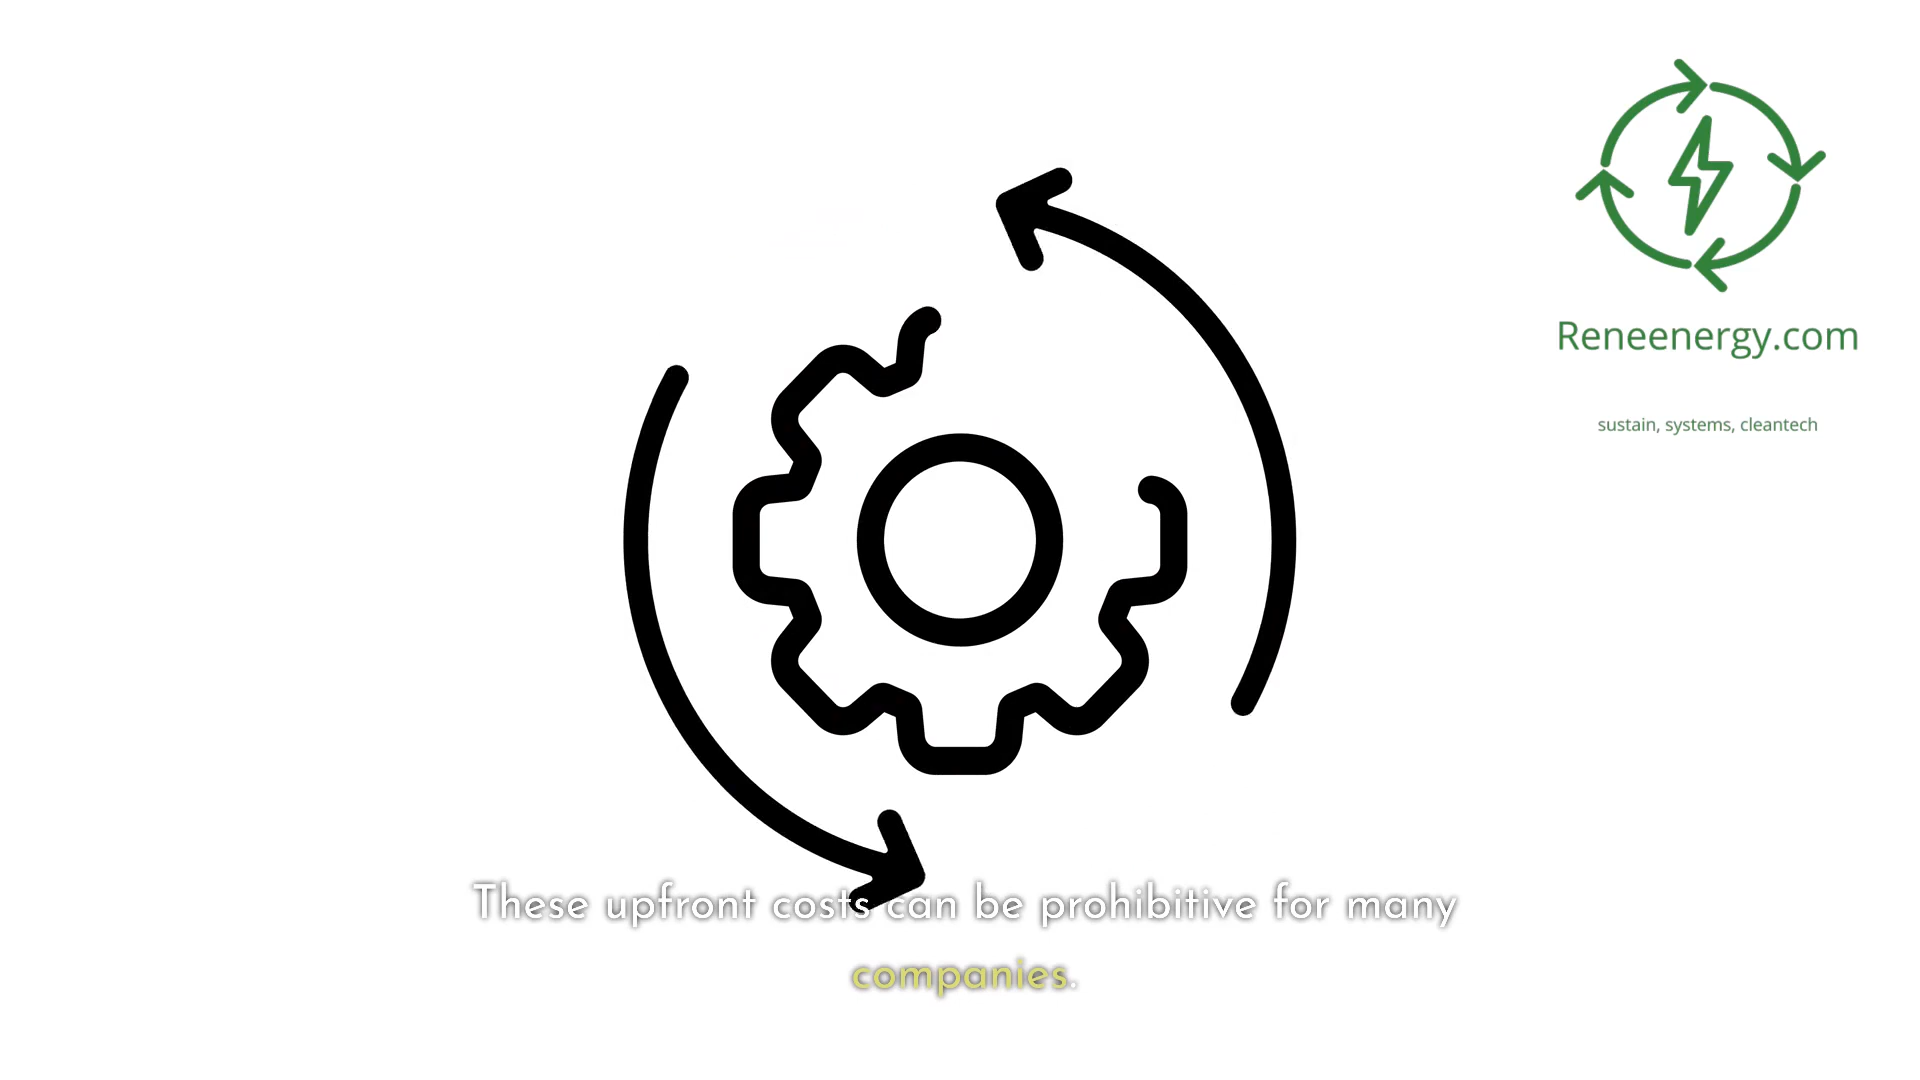 Reneenergy.com
sustain, systems, cleantech
These upfront costs can be prohibitive for many
companies.